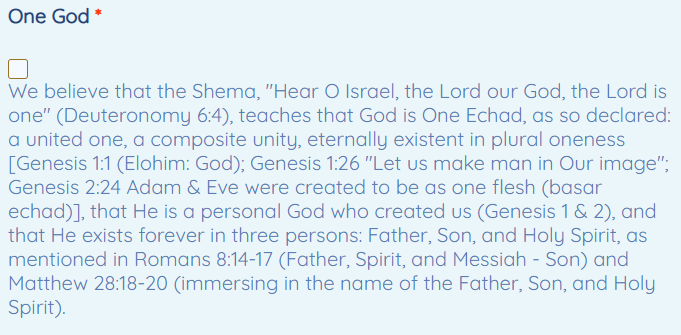 One God *
We believe that the Shema, "Hear O Israel, the Lord our God, the Lord is
one" (Deuteronomy 6:4), teaches that God is One Echad, as so declared:
a united one, a composite unity, eternally existent in plural oneness
[Genesis 1:1 (Elohim: God); Genesis 1:26 "Let us make man in Our image";
Genesis 2:24 Adam & Eve were created to be as one flesh (basar
echad)], that He is a personal God who created us (Genesis 1 & 2), and
that He exists forever in three persons: Father, Son, and Holy Spirit, as
mentioned in Romans 8:14-17 (Father, Spirit, and Messiah - Son) and
Matthew 28:18-20 (immersing in the name of the Father, Son, and Holy
Spirit).